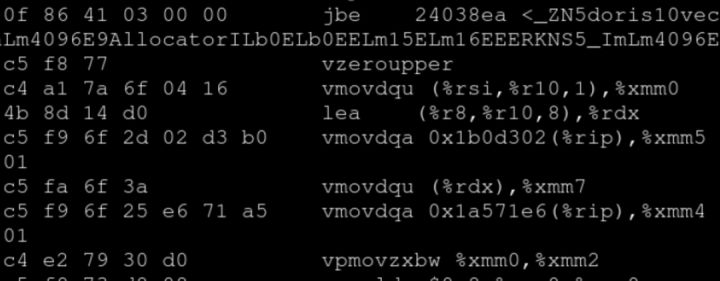 0f 86 41 03 00 00 jbe 24038ea <_ZN5doris10vec
Lm4096E9AllocatorILb0ELb0EELm15ELm16EEERKNS5_ImLm4096E
c5 f8 77 vzeroupper
c4 a1 7a 6f 04 16 vmovdqu (%rsi,%r10,1),%xmm0
4b 8d 14 d0 lea (%r8,%r10,8),%rdx
c5 f9 6f 2d 02 d3 b0 vmovdqa 0x1b0d302(%rip),%xmm5
01
c5 fa 6f 3a vmovdqu (%rdx),%xmm7
c5 f9 6f 25 e6 71 a5 vmovdqa 0x1a571e6(%rip),%xmm4
01
c4 e2 79 30 d0 vpmovzxbw %xmm0,%xmm2